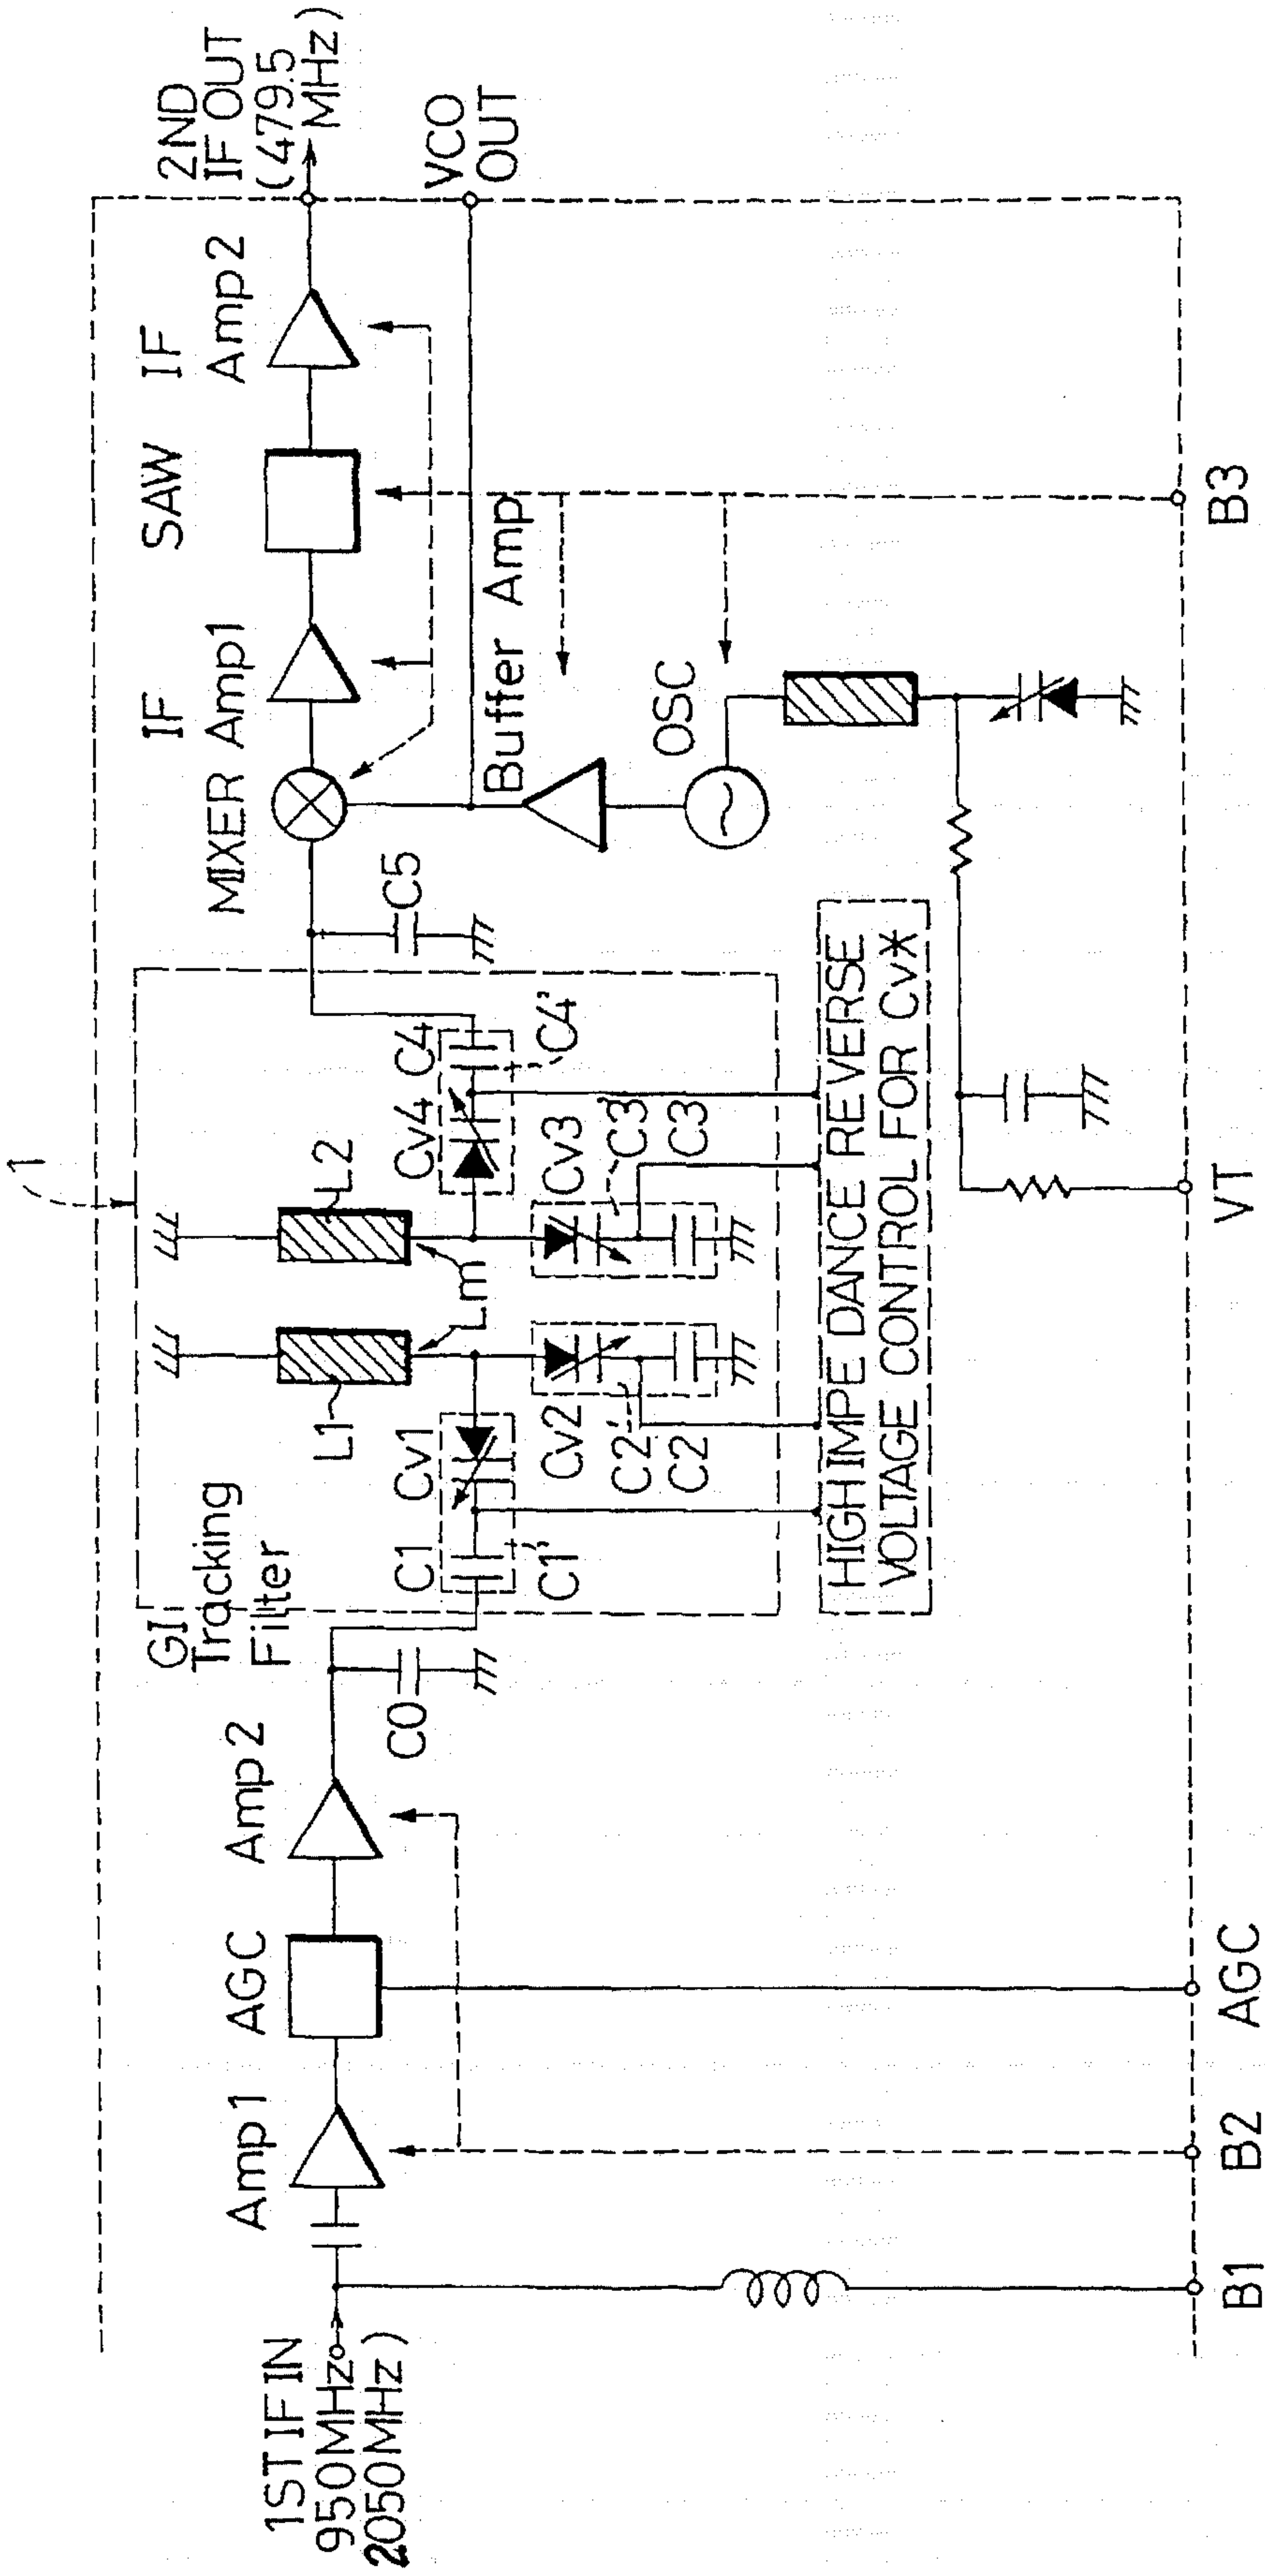 1ST IF IN
950MHz
2050MHz)
Amp1
AGC
Amp2
C0
GI
Tracking
Filter
1
L1
L2
Lm
Cv1
C1
C1'
Cv2
C2'
C2
Cv3
C3'
C3
Cv4
C4
C4'
C5
MIXER
IF
Amp1
SAW
IF
Amp2
2ND
IF OUT
(479.5
MHz)
VCO
OUT
Buffer Amp
OSC
HIGH IMPE DANCE REVERSE
VOLTAGE CONTROL FOR Cv*
B1
B2
AGC
VT
B3